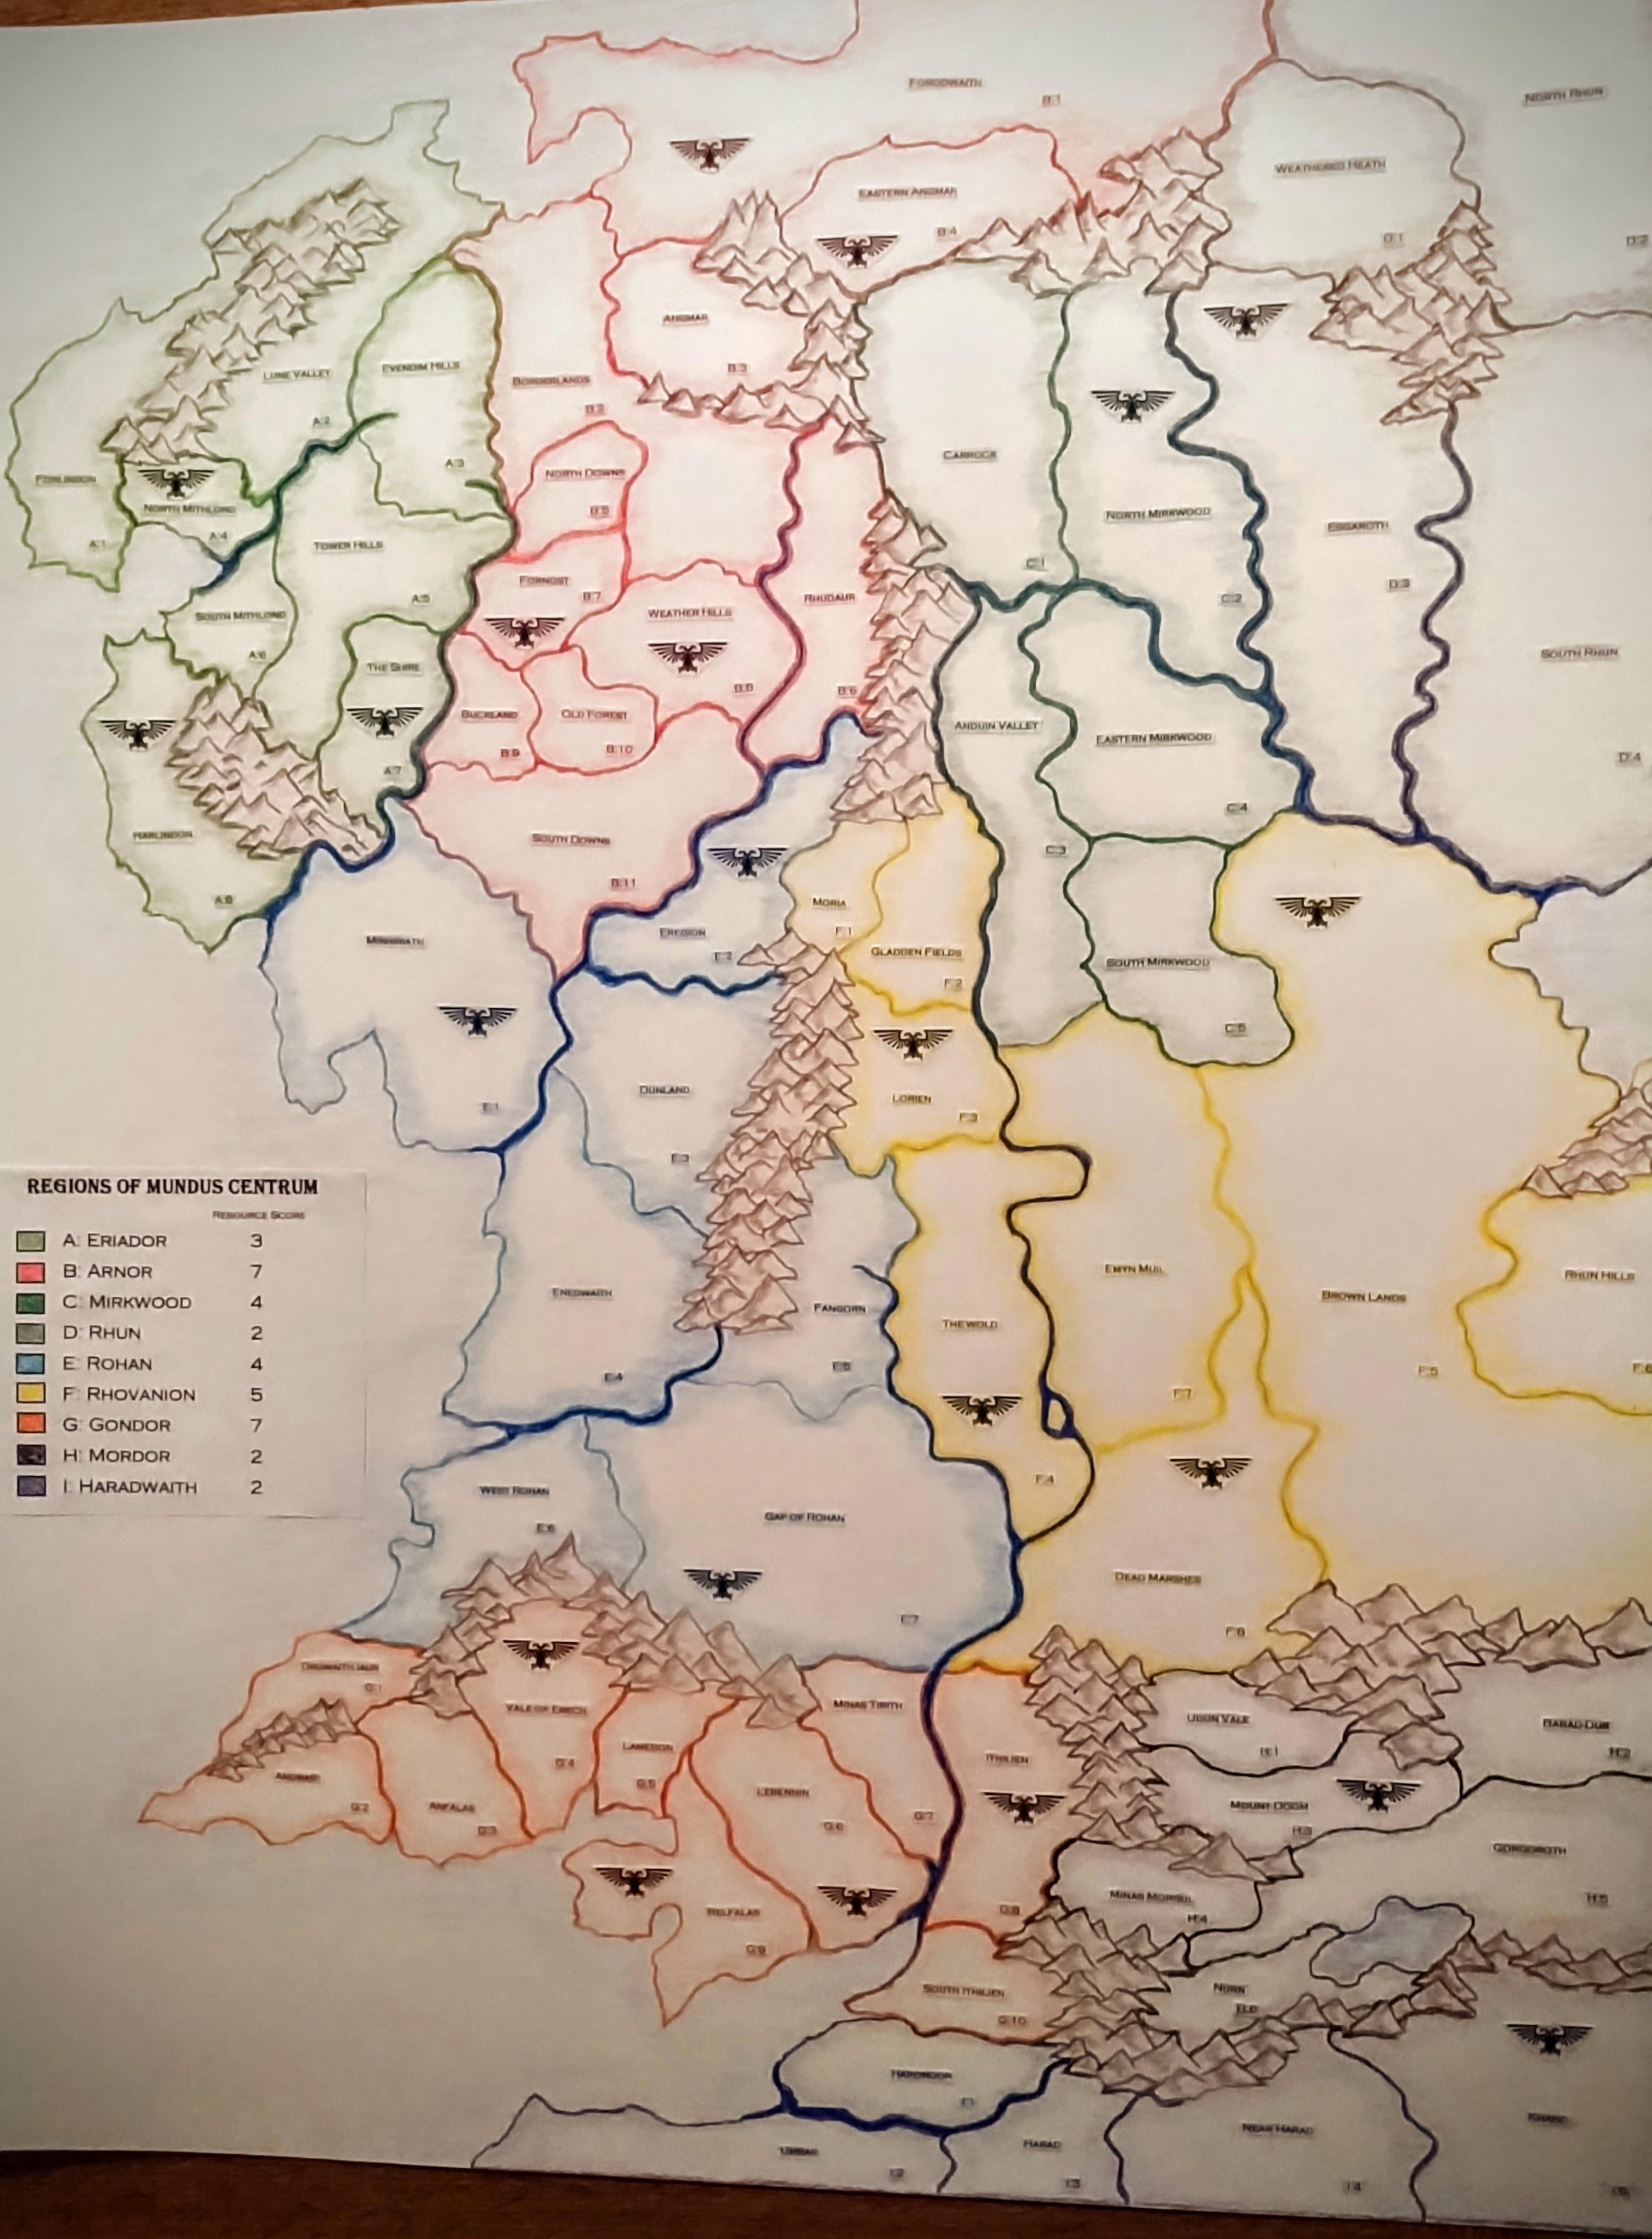 FORODWAITH
B:1
NORTH RHUN
WEATHERED HEATH
EASTERN ANGMAR
B:4
D:1
D:2
ANGMAR
B:3
LUNE VALLEY
A:2
EVENDIM HILLS
A:3
BORDERLANDS
B:2
CARROCK
C:1
FORLINDON
A:1
NORTH MITHLOND
A:4
NORTH DOWNS
B:5
NORTH MIRKWOOD
C:2
ESGAROTH
D:3
TOWER HILLS
A:5
FORNOST
B:7
WEATHER HILLS
B:8
RHUDAUR
B:6
SOUTH MITHLOND
A:6
THE SHIRE
A:7
SOUTH RHUN
D:4
BUCKLAND
B:9
OLD FOREST
B:10
ANDUIN VALLEY
C:3
EASTERN MIRKWOOD
C:4
HARLINDON
A:8
SOUTH DOWNS
B:11
MORIA
F:1
MINHIRIATH
E:1
EREGION
E:2
GLADDEN FIELDS
F:2
SOUTH MIRKWOOD
C:5
DUNLAND
E:3
LORIEN
F:3
REGIONS OF MUNDUS CENTRUM
RESOURCE SCORE
A: ERIADOR 3
B: ARNOR 7
C: MIRKWOOD 4
D: RHUN 2
E: ROHAN 4
F: RHOVANION 5
G: GONDOR 7
H: MORDOR 2
I: HARADWAITH 2
ENEDWAITH
E:4
FANGORN
E:5
THE WOLD
F:4
EMYN MUIL
F:7
BROWN LANDS
F:5
RHUN HILLS
F:6
WEST ROHAN
E:6
GAP OF ROHAN
E:7
DEAD MARSHES
F:8
DRUWAITH IAUR
G:1
ANDRAST
G:2
ANFALAS
G:3
VALE OF ERECH
G:4
LAMEDON
G:5
LEBENNIN
G:6
MINAS TIRITH
G:7
ITHILIEN
G:8
BELFALAS
G:9
SOUTH ITHILIEN
G:10
UDUN VALE
H:1
BARAD-DUR
H:2
MOUNT DOOM
H:3
MINAS MORGUL
H:4
GORGOROTH
H:5
NURN
HARONDOR
I:1
UMBAR
I:2
HARAD
I:3
NEAR HARAD
I:4
KHAND